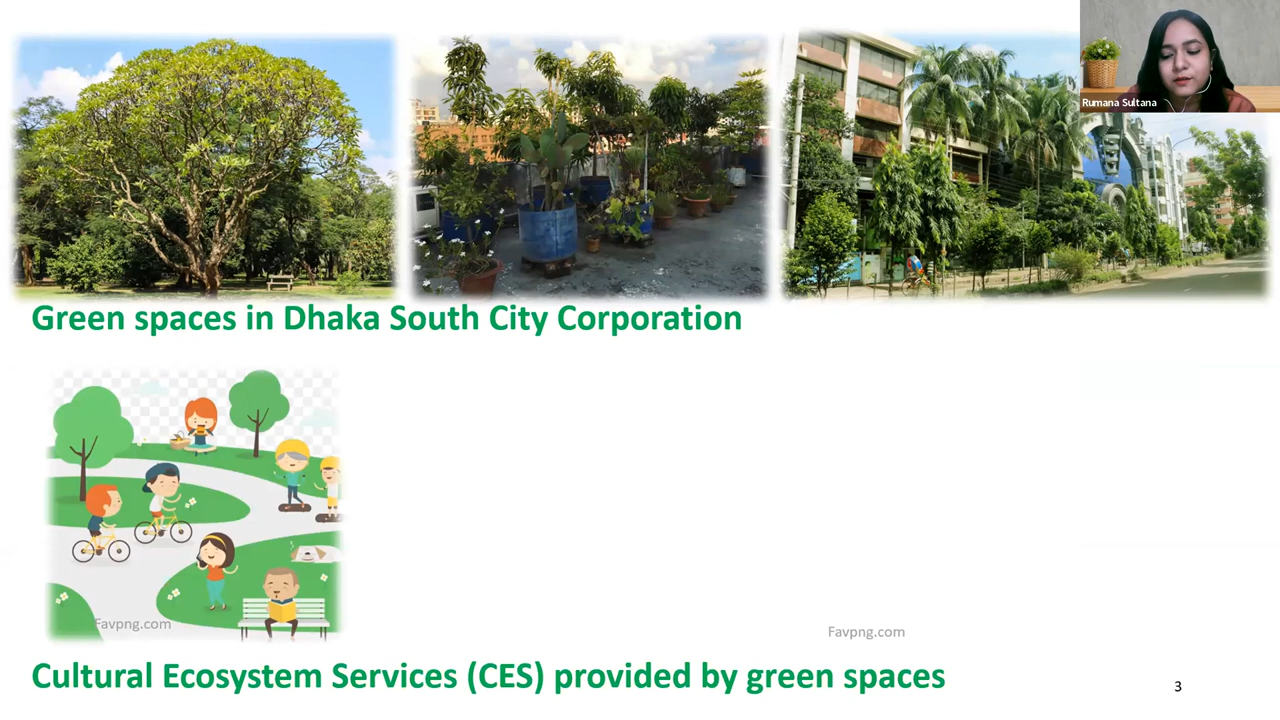 Rumana Sultana
Green spaces in Dhaka South City Corporation
Favpng.com
Favpng.com
Cultural Ecosystem Services (CES) provided by green spaces
3